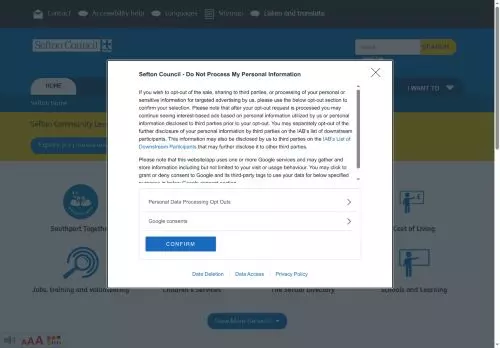 Contact
Accessibility help
Languages
Sitemap
Listen and translate
Sefton Council
SEARCH
HOME
I WANT TO
Sefton Home
Sefton Council - Do Not Process My Personal Information
If you wish to opt-out of the sale, sharing to third parties, or processing of your personal or
sensitive information for targeted advertising by us, please use the below opt-out section to
confirm your selection. Please note that after your opt-out request is processed you may
continue seeing interest-based ads based on personal information utilized by us or personal
information disclosed to third parties prior to your opt-out. You may separately opt-out of the
further disclosure of your personal information by third parties on the IAB's list of downstream
participants. This information may also be disclosed by us to third parties on the IAB's List of
Downstream Participants that may further disclose it to other third parties.
Please note that this website/app uses one or more Google services and may gather and
store information including but not limited to your visit or usage behaviour. You may click to
grant or deny consent to Google and its third-party tags to use your data for below specified
purposes in below Google consent section.
Personal Data Processing Opt Outs
Google consents
CONFIRM
Data Deletion
Data Access
Privacy Policy
Southport Together
Cost of Living
Jobs, training and volunteering
Children's Services
The Sefton Directory
Schools and Learning
AAA